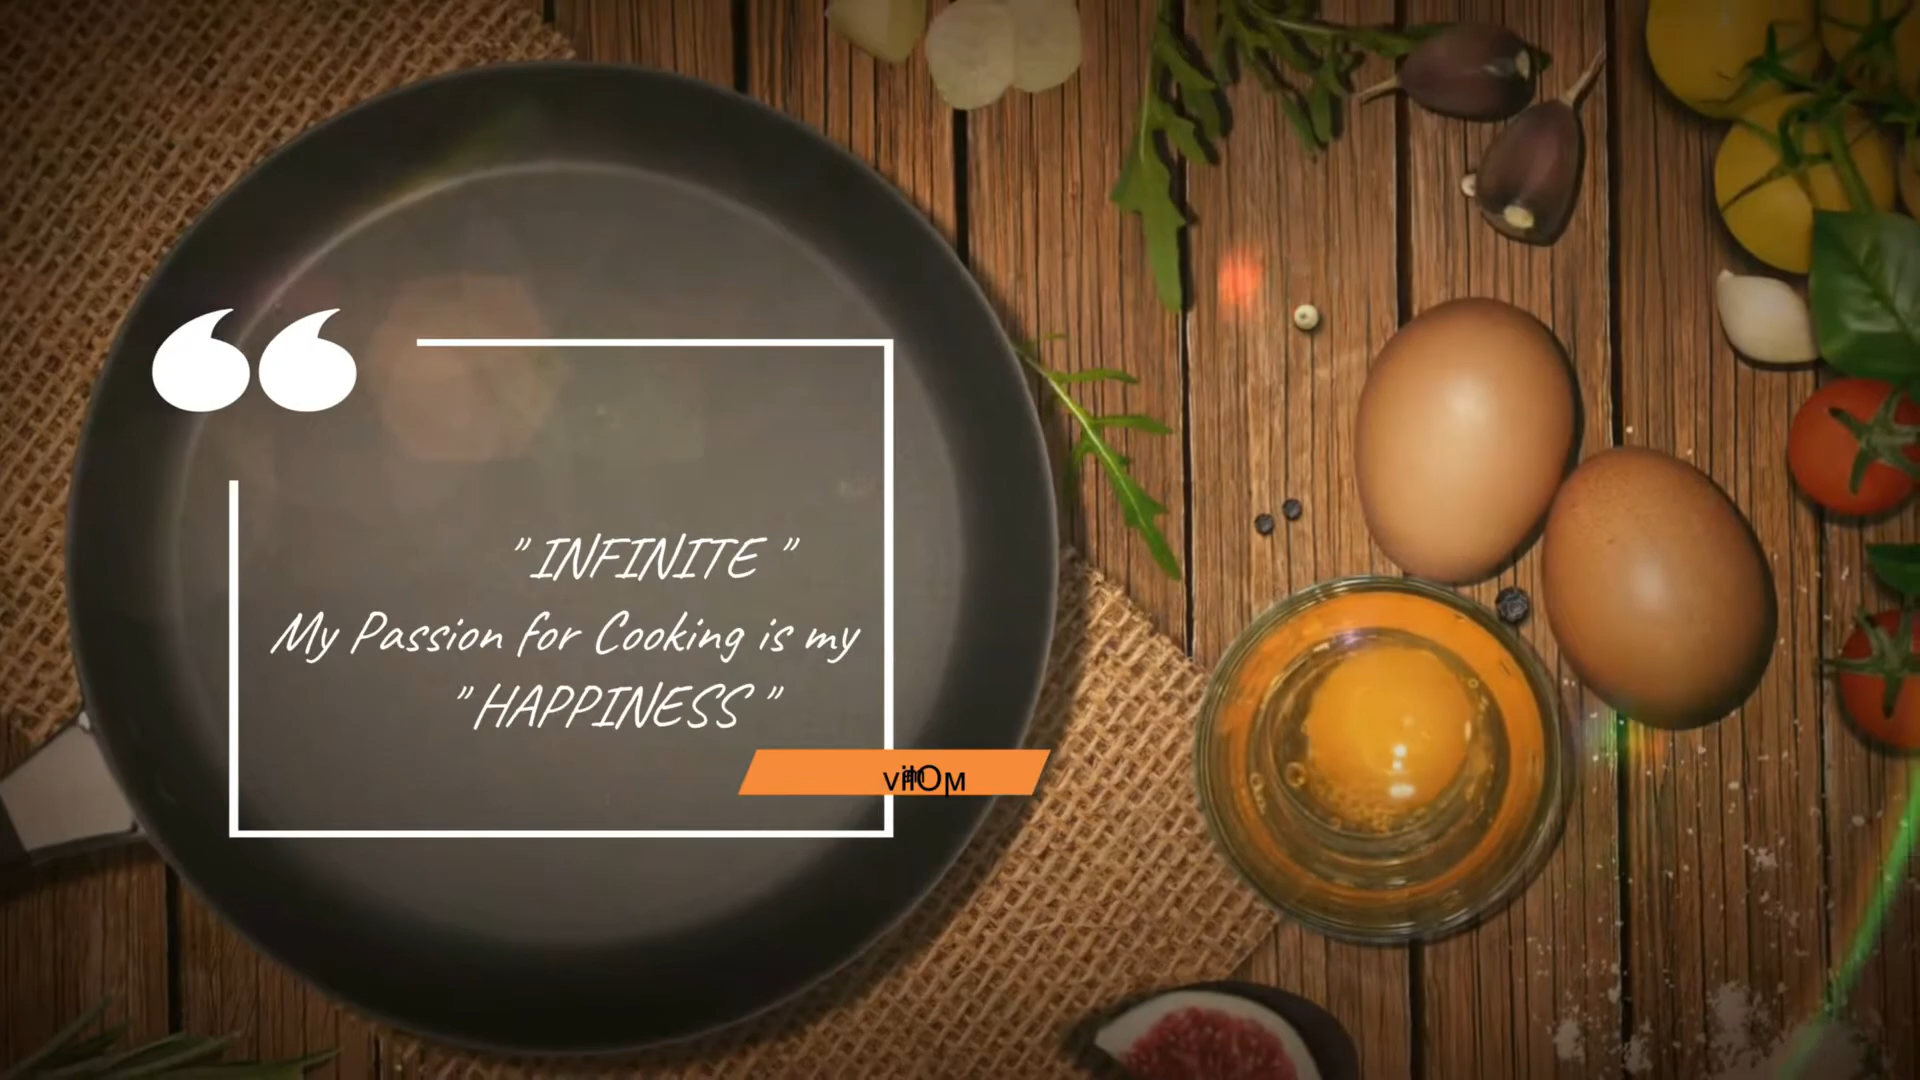 " INFINITE "
My Passion for Cooking is my
" HAPPINESS "